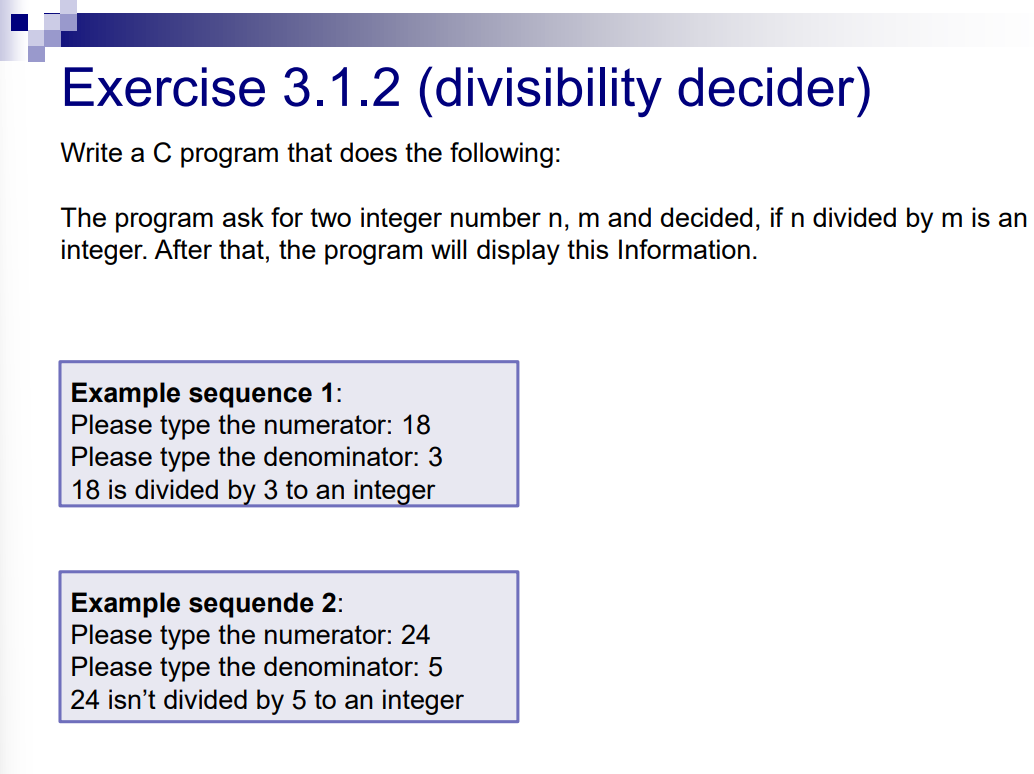 Exercise 3.1.2 (divisibility decider)
Write a C program that does the following:
The program ask for two integer number n, m and decided, if n divided by m is an
integer. After that, the program will display this Information.
Example sequence 1:
Please type the numerator: 18
Please type the denominator: 3
18 is divided by 3 to an integer
Example sequende 2:
Please type the numerator: 24
Please type the denominator: 5
24 isn’t divided by 5 to an integer